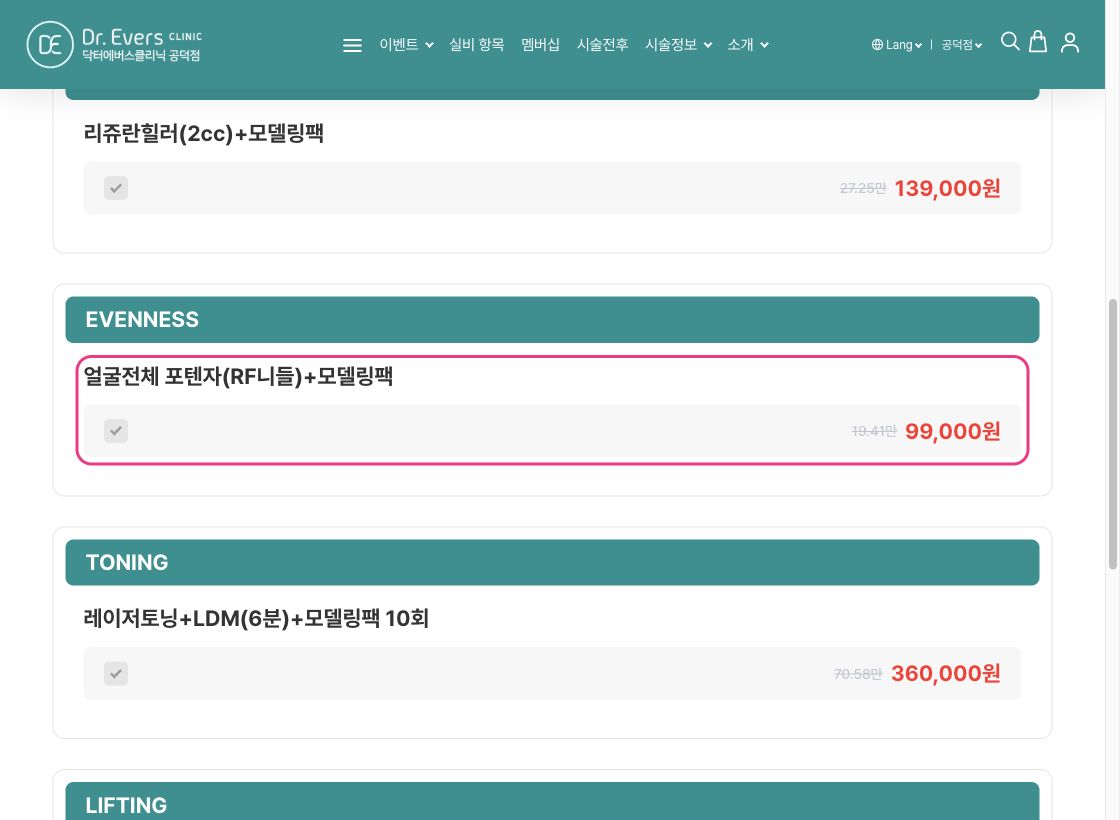 Dr. Evers CLINIC
닥터에버스클리닉 공덕점
이벤트 실비 항목 멤버십 시술전후 시술정보 소개
Lang | 공덕점
리쥬란힐러(2cc)+모델링팩
27.25만 139,000원
EVENNESS
얼굴전체 포텐자(RF니들)+모델링팩
19.41만 99,000원
TONING
레이저토닝+LDM(6분)+모델링팩 10회
70.58만 360,000원
LIFTING